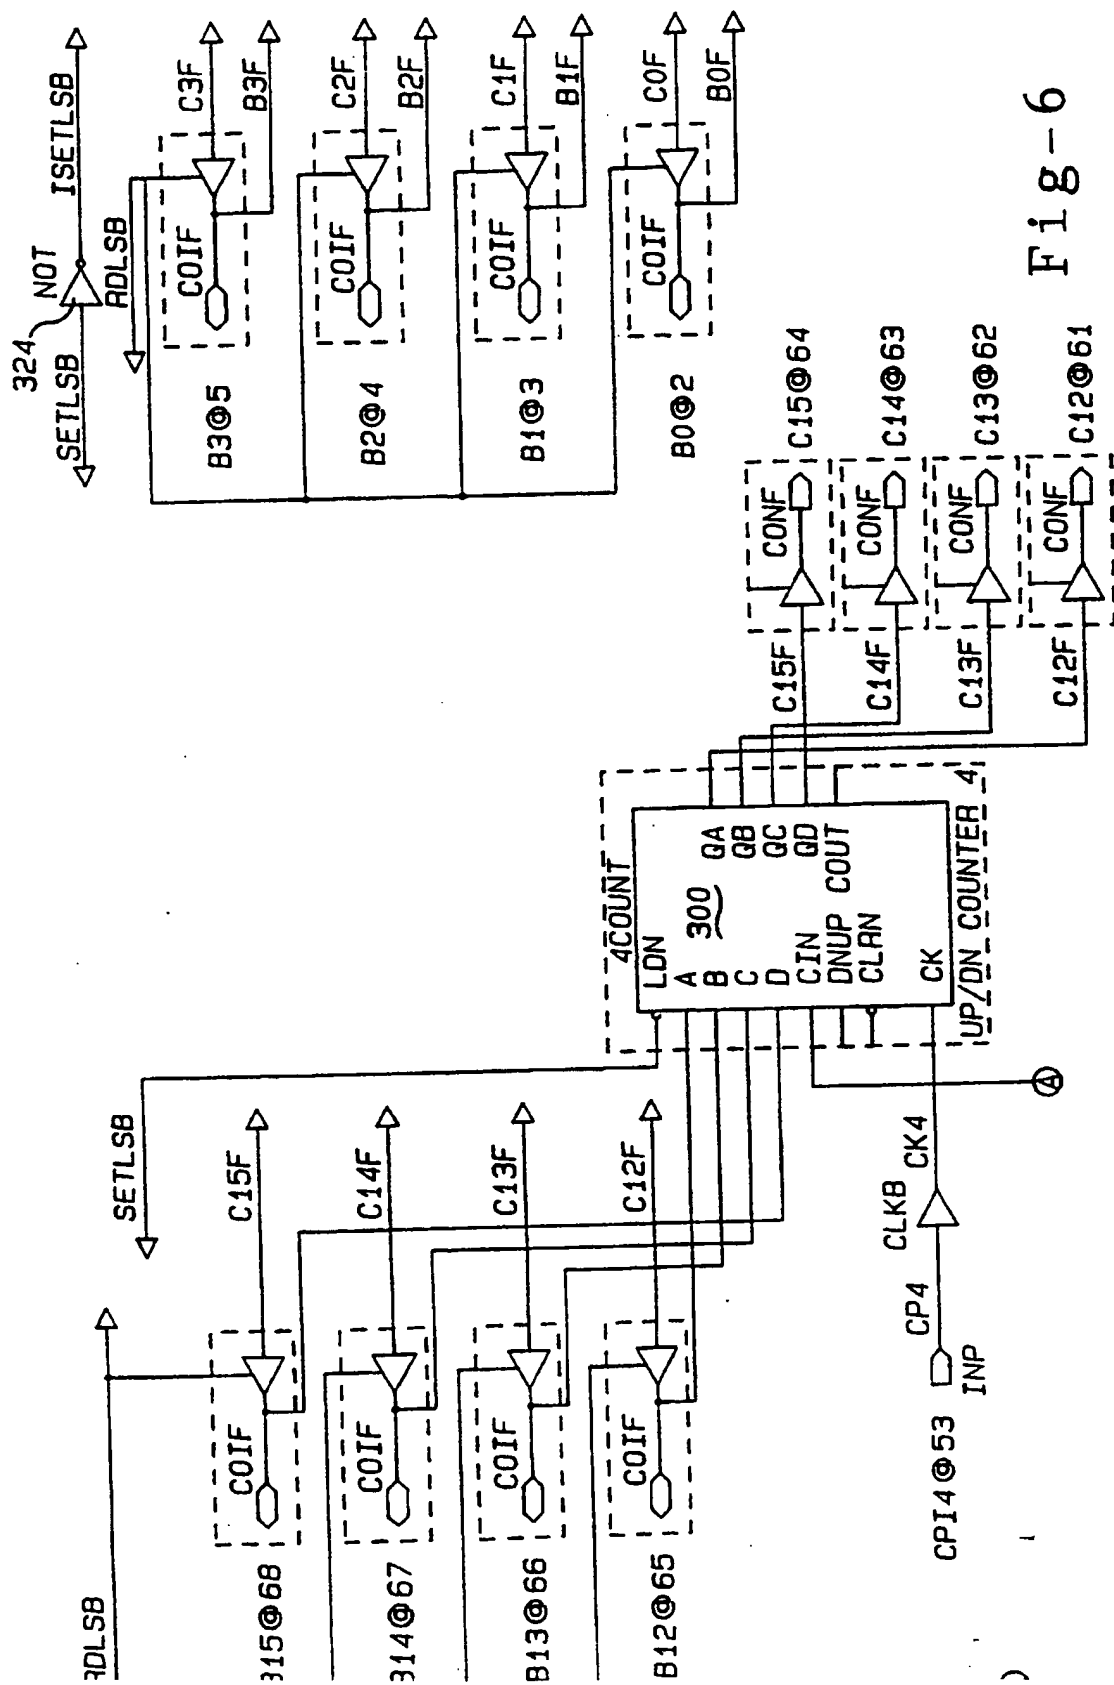 324
NOT
SETLSB
ISETLSB
RDLSB
COIF
C3F
B3F
B3@5
COIF
C2F
B2F
B2@4
COIF
C1F
B1F
B1@3
COIF
C0F
B0F
B0@2
Fig-6
RDLSB
SETLSB
COIF
C15F
B15@68
COIF
C14F
B14@67
COIF
C13F
B13@66
COIF
C12F
B12@65
4COUNT
LDN
A
B
C
D
CIN
DNUP
CLRN
CK
300
QA
QB
QC
QD
COUT
UP/DN COUNTER 4
C15F
CONF
C15@64
C14F
CONF
C14@63
C13F
CONF
C13@62
C12F
CONF
C12@61
CPI4@53
INP
CP4
CLKB
CK4
A